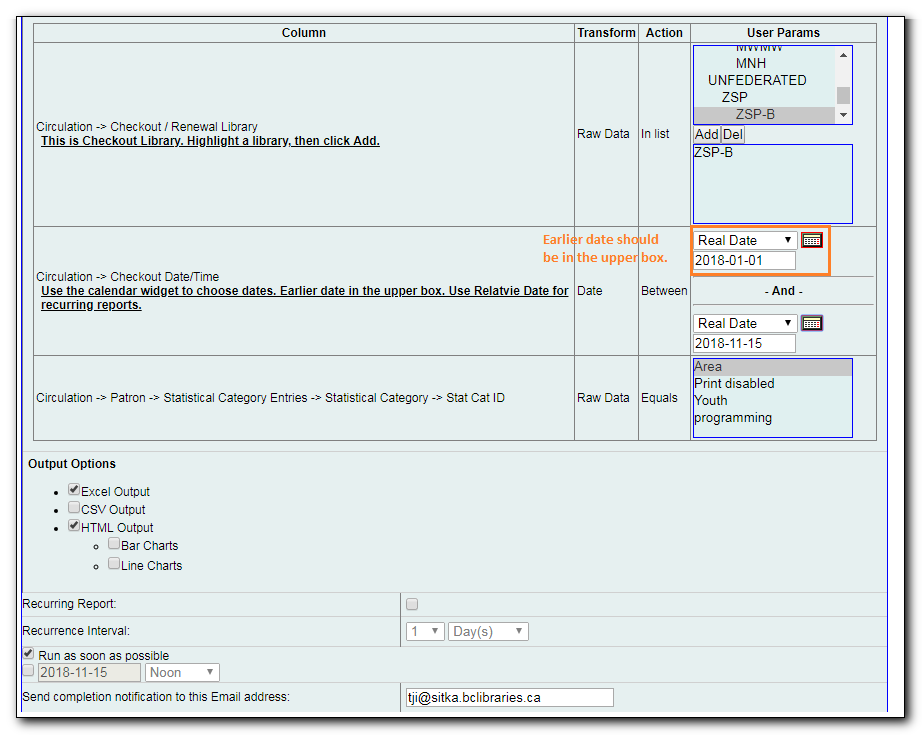 Column Transform Action User Params
MWMW
MNH
UNFEDERATED
ZSP
ZSP-B
Circulation -> Checkout / Renewal Library
This is Checkout Library. Highlight a library, then click Add.
Raw Data In list
Add Del
ZSP-B
Earlier date should
be in the upper box.
Real Date
2018-01-01
Circulation -> Checkout Date/Time
Use the calendar widget to choose dates. Earlier date in the upper box. Use Relatvie Date for
recurring reports.
Date Between
- And -
Real Date
2018-11-15
Circulation -> Patron -> Statistical Category Entries -> Statistical Category -> Stat Cat ID
Raw Data Equals
Area
Print disabled
Youth
programming
Output Options
Excel Output
CSV Output
HTML Output
Bar Charts
Line Charts
Recurring Report:
Recurrence Interval: 1 Day(s)
Run as soon as possible
2018-11-15 Noon
Send completion notification to this Email address: tji@sitka.bclibraries.ca